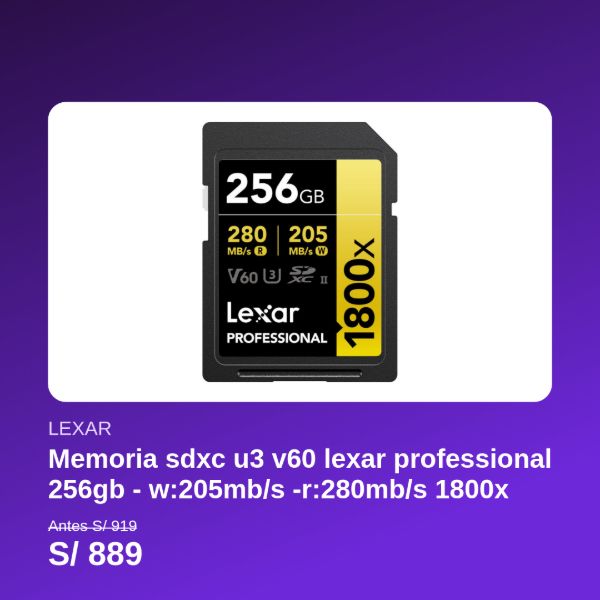 256GB
280 | 205
MB/s R MB/s W
V60 U3 SDXC II
Lexar
PROFESSIONAL
1800x
LEXAR
Memoria sdxc u3 v60 lexar professional
256gb - w:205mb/s -r:280mb/s 1800x
Antes S/ 919
S/ 889